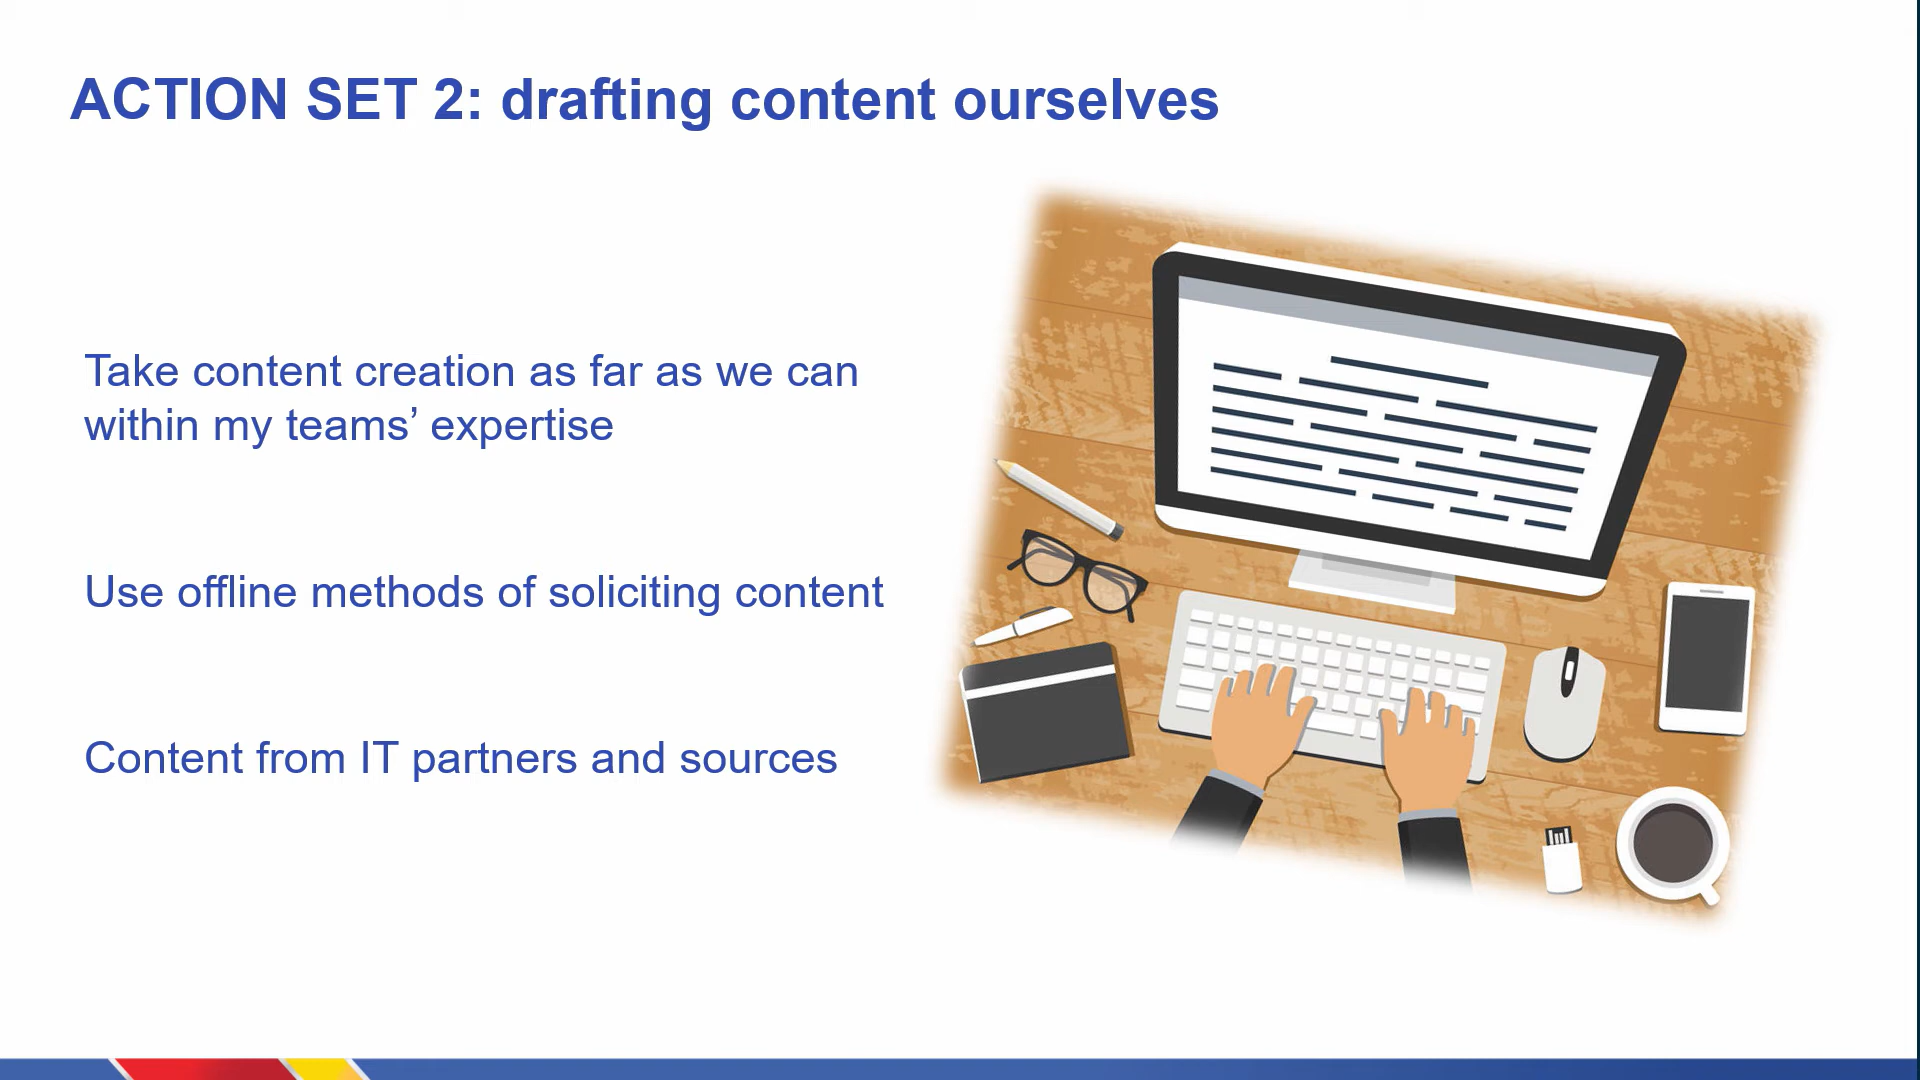 ACTION SET 2: drafting content ourselves
Take content creation as far as we can
within my teams’ expertise
Use offline methods of soliciting content
Content from IT partners and sources